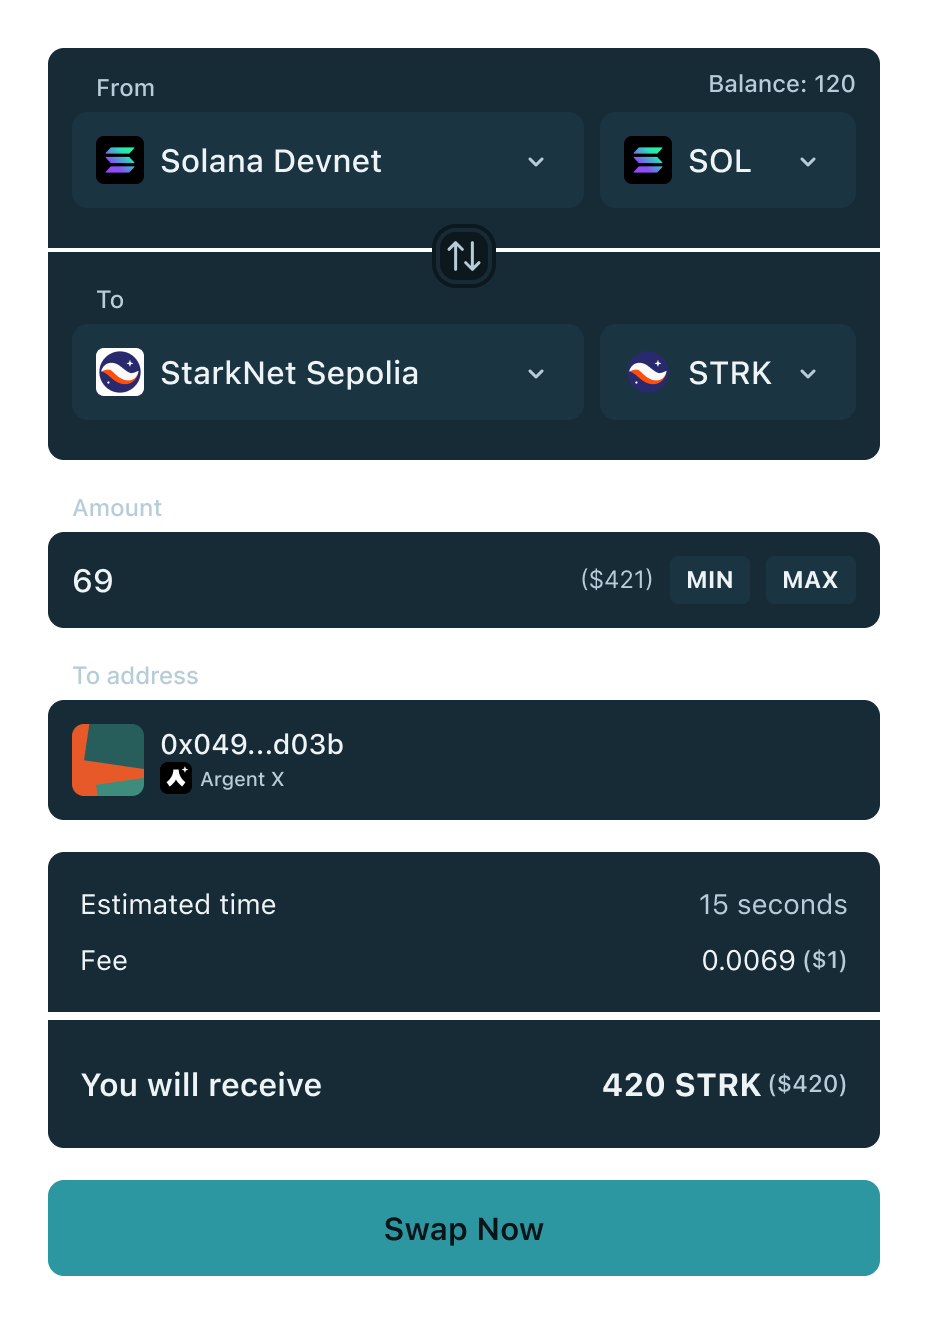 From
Balance: 120
Solana Devnet
SOL
To
StarkNet Sepolia
STRK
Amount
69
($421)
MIN
MAX
To address
0x049...d03b
Argent X
Estimated time
15 seconds
Fee
0.0069 ($1)
You will receive
420 STRK ($420)
Swap Now